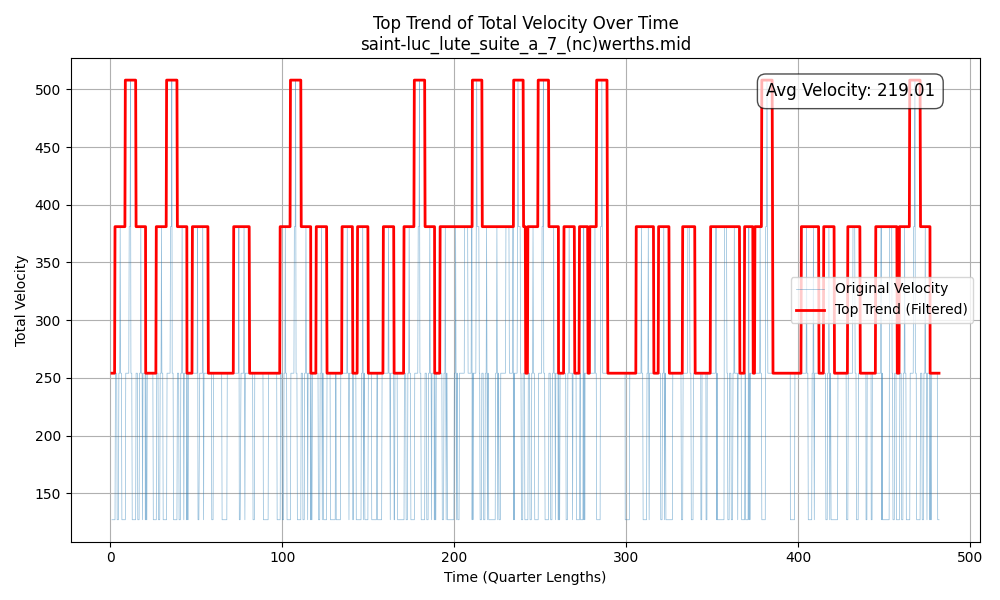 Top Trend of Total Velocity Over Time
saint-luc_lute_suite_a_7_(nc)werths.mid
500
450
400
350
300
250
200
150
Total Velocity
Avg Velocity: 219.01
Original Velocity
Top Trend (Filtered)
0 100 200 300 400 500
Time (Quarter Lengths)